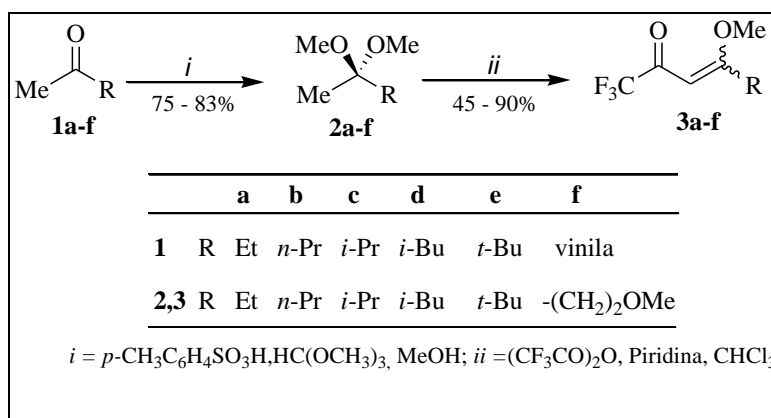 O MeO OMe O OMe
i ii
Me R Me R F₃C R
75 - 83% 45 - 90%
1a-f 2a-f 3a-f
a b c d e f
1 R Et n-Pr i-Pr i-Bu t-Bu vinila
2,3 R Et n-Pr i-Pr i-Bu t-Bu -(CH₂)₂OMe
i = p-CH₃C₆H₄SO₃H,HC(OCH₃)₃, MeOH; ii =(CF₃CO)₂O, Piridina, CHCl₃